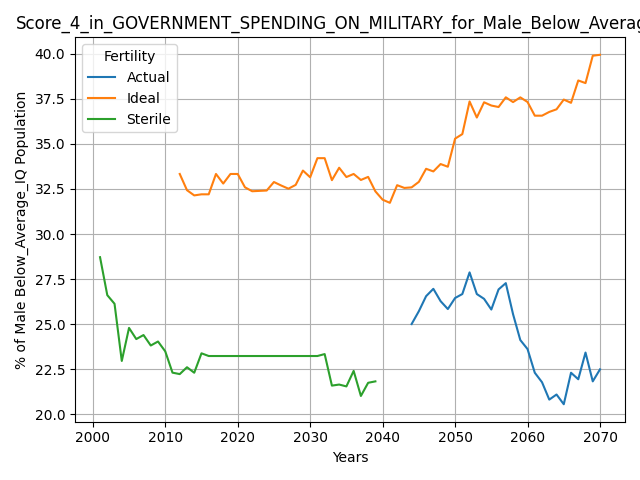 Score_4_in_GOVERNMENT_SPENDING_ON_MILITARY_for_Male_Below_Averag
Fertility
Actual
Ideal
Sterile
% of Male Below_Average_IQ Population
40.0
37.5
35.0
32.5
30.0
27.5
25.0
22.5
20.0
2000 2010 2020 2030 2040 2050 2060 2070
Years